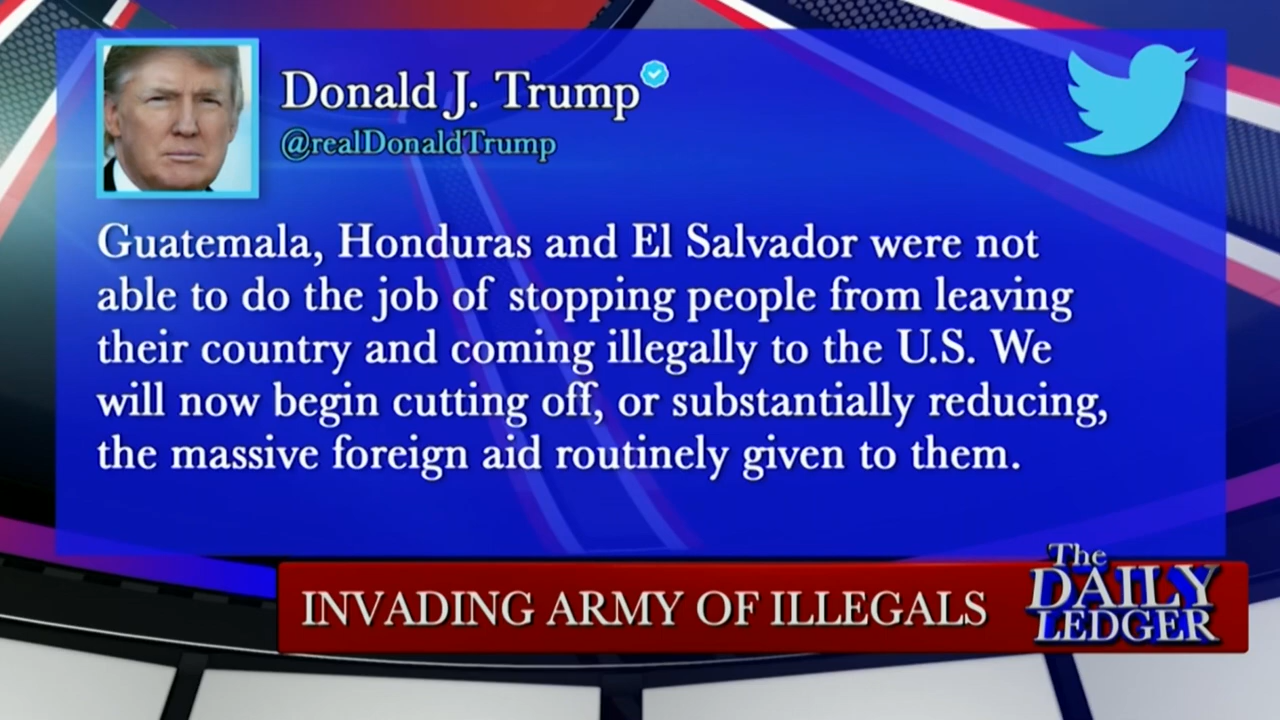 Donald J. Trump
@realDonaldTrump
Guatemala, Honduras and El Salvador were not
able to do the job of stopping people from leaving
their country and coming illegally to the U.S. We
will now begin cutting off, or substantially reducing,
the massive foreign aid routinely given to them.
INVADING ARMY OF ILLEGALS
The
DAILY
LEDGER